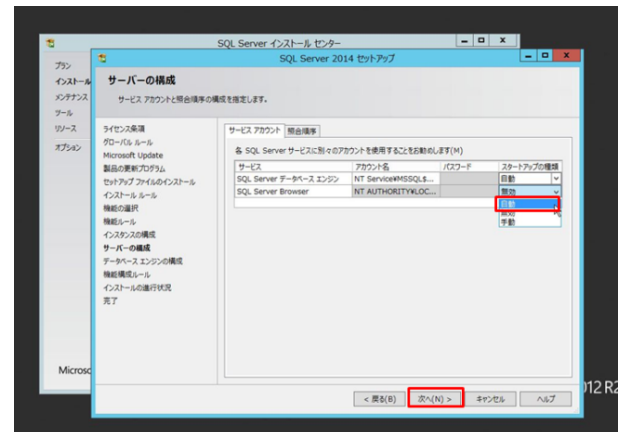 SQL Server インストール センター
SQL Server 2014 セットアップ
プラン
インストール
メンテナンス
ツール
リソース
オプション
サーバーの構成
サービス アカウントと照合順序の構成を指定します。
ライセンス条項
グローバル ルール
Microsoft Update
製品の更新プログラム
セットアップ ファイルのインストール
インストール ルール
機能の選択
機能ルール
インスタンスの構成
サーバーの構成
データベース エンジンの構成
機能構成ルール
インストールの進行状況
完了
サービス アカウント 照合順序
各 SQL Server サービスに別々のアカウントを使用することをお勧めします(M)
サービス アカウント名 パスワード スタートアップの種類
SQL Server データベース エンジン NT Service¥MSSQL$... 自動
SQL Server Browser NT AUTHORITY¥LOC... 無効
自動
無効
手動
Microsoft
< 戻る(B) 次へ(N) > キャンセル ヘルプ
012 R2